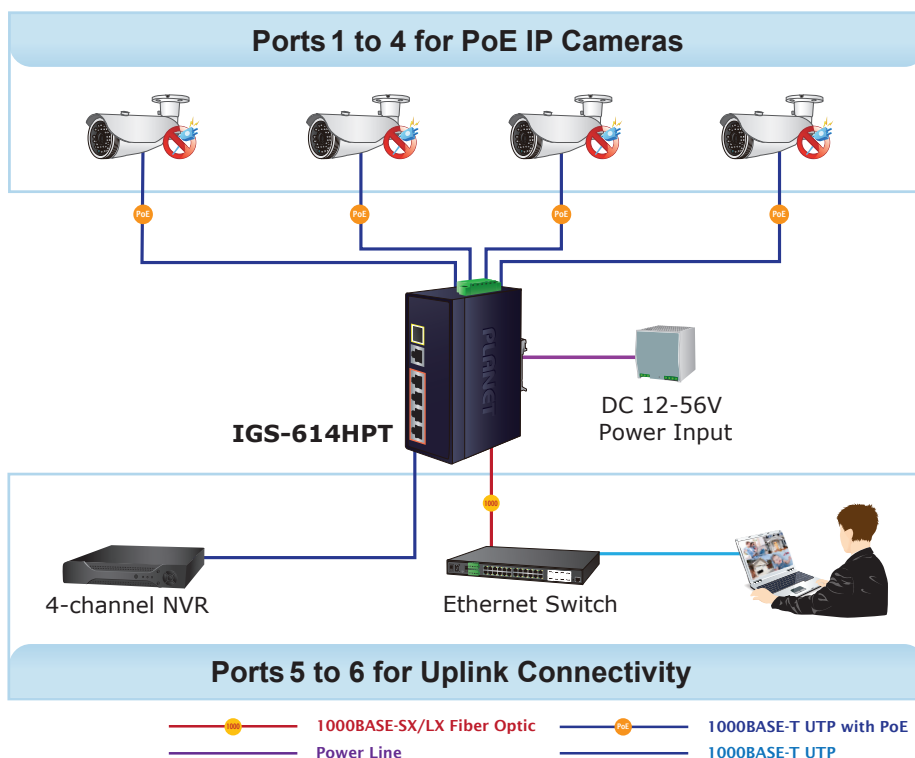 Ports 1 to 4 for PoE IP Cameras
PoE
PoE
PoE
PoE
PLANET
IGS-614HPT
DC 12-56V
Power Input
1000
4-channel NVR
Ethernet Switch
Ports 5 to 6 for Uplink Connectivity
1000 1000BASE-SX/LX Fiber Optic
PoE 1000BASE-T UTP with PoE
Power Line
1000BASE-T UTP